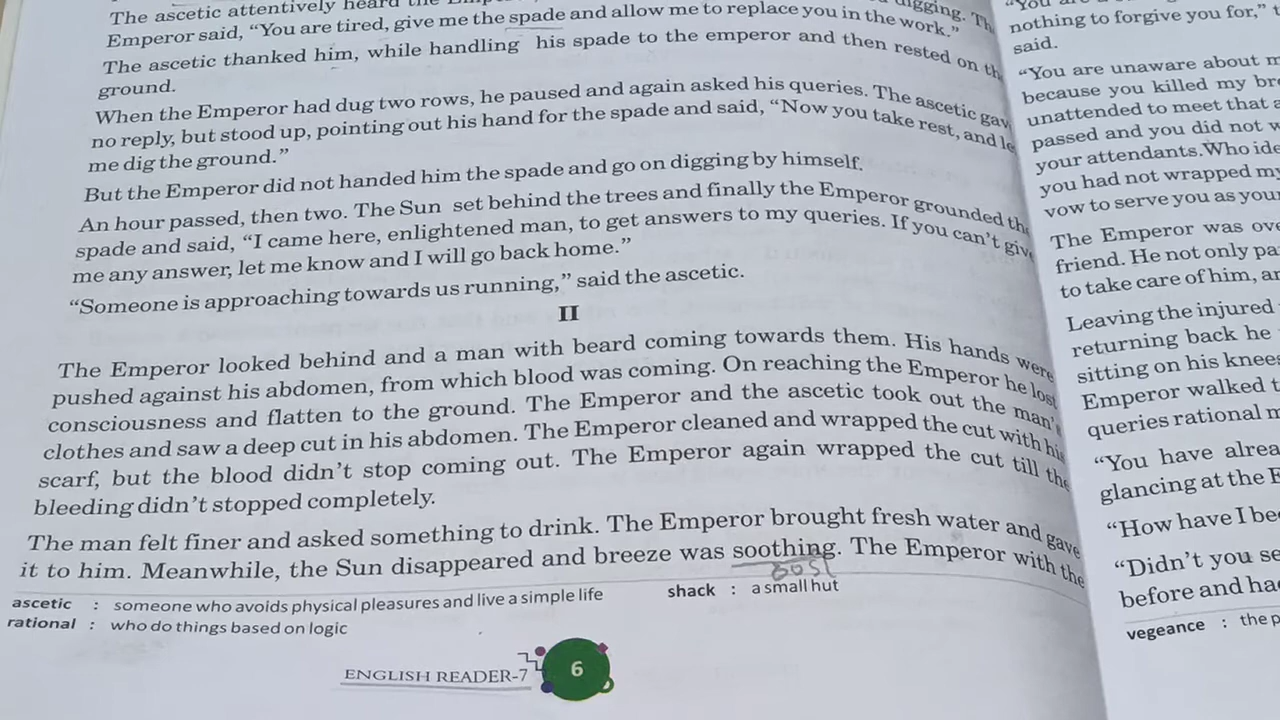 The ascetic attentively heard the
digging. Th
Emperor said, “You are tired, give me the spade and allow me to replace you in the work.”
The ascetic thanked him, while handling his spade to the emperor and then rested on th
ground.
When the Emperor had dug two rows, he paused and again asked his queries. The ascetic gav
no reply, but stood up, pointing out his hand for the spade and said, “Now you take rest, and le
me dig the ground.”
But the Emperor did not handed him the spade and go on digging by himself.
An hour passed, then two. The Sun set behind the trees and finally the Emperor grounded the
spade and said, “I came here, enlightened man, to get answers to my queries. If you can’t give
me any answer, let me know and I will go back home.”
“Someone is approaching towards us running,” said the ascetic.
II
The Emperor looked behind and a man with beard coming towards them. His hands were
pushed against his abdomen, from which blood was coming. On reaching the Emperor he lost
consciousness and flatten to the ground. The Emperor and the ascetic took out the man’s
clothes and saw a deep cut in his abdomen. The Emperor cleaned and wrapped the cut with his
scarf, but the blood didn’t stop coming out. The Emperor again wrapped the cut till the
bleeding didn’t stopped completely.
The man felt finer and asked something to drink. The Emperor brought fresh water and gave
it to him. Meanwhile, the Sun disappeared and breeze was soothing. The Emperor with the
ascetic : someone who avoids physical pleasures and live a simple life
shack : a small hut
rational : who do things based on logic
ENGLISH READER-7
6
“You
nothing to forgive you for,” t
said.
“You are unaware about m
because you killed my br
unattended to meet that a
passed and you did not w
your attendants.Who ide
you had not wrapped my
vow to serve you as your
The Emperor was ove
friend. He not only pa
to take care of him, an
Leaving the injured
returning back he
sitting on his knees
Emperor walked t
queries rational m
“You have alrea
glancing at the E
“How have I bee
“Didn’t you se
before and ha
vegeance : the p